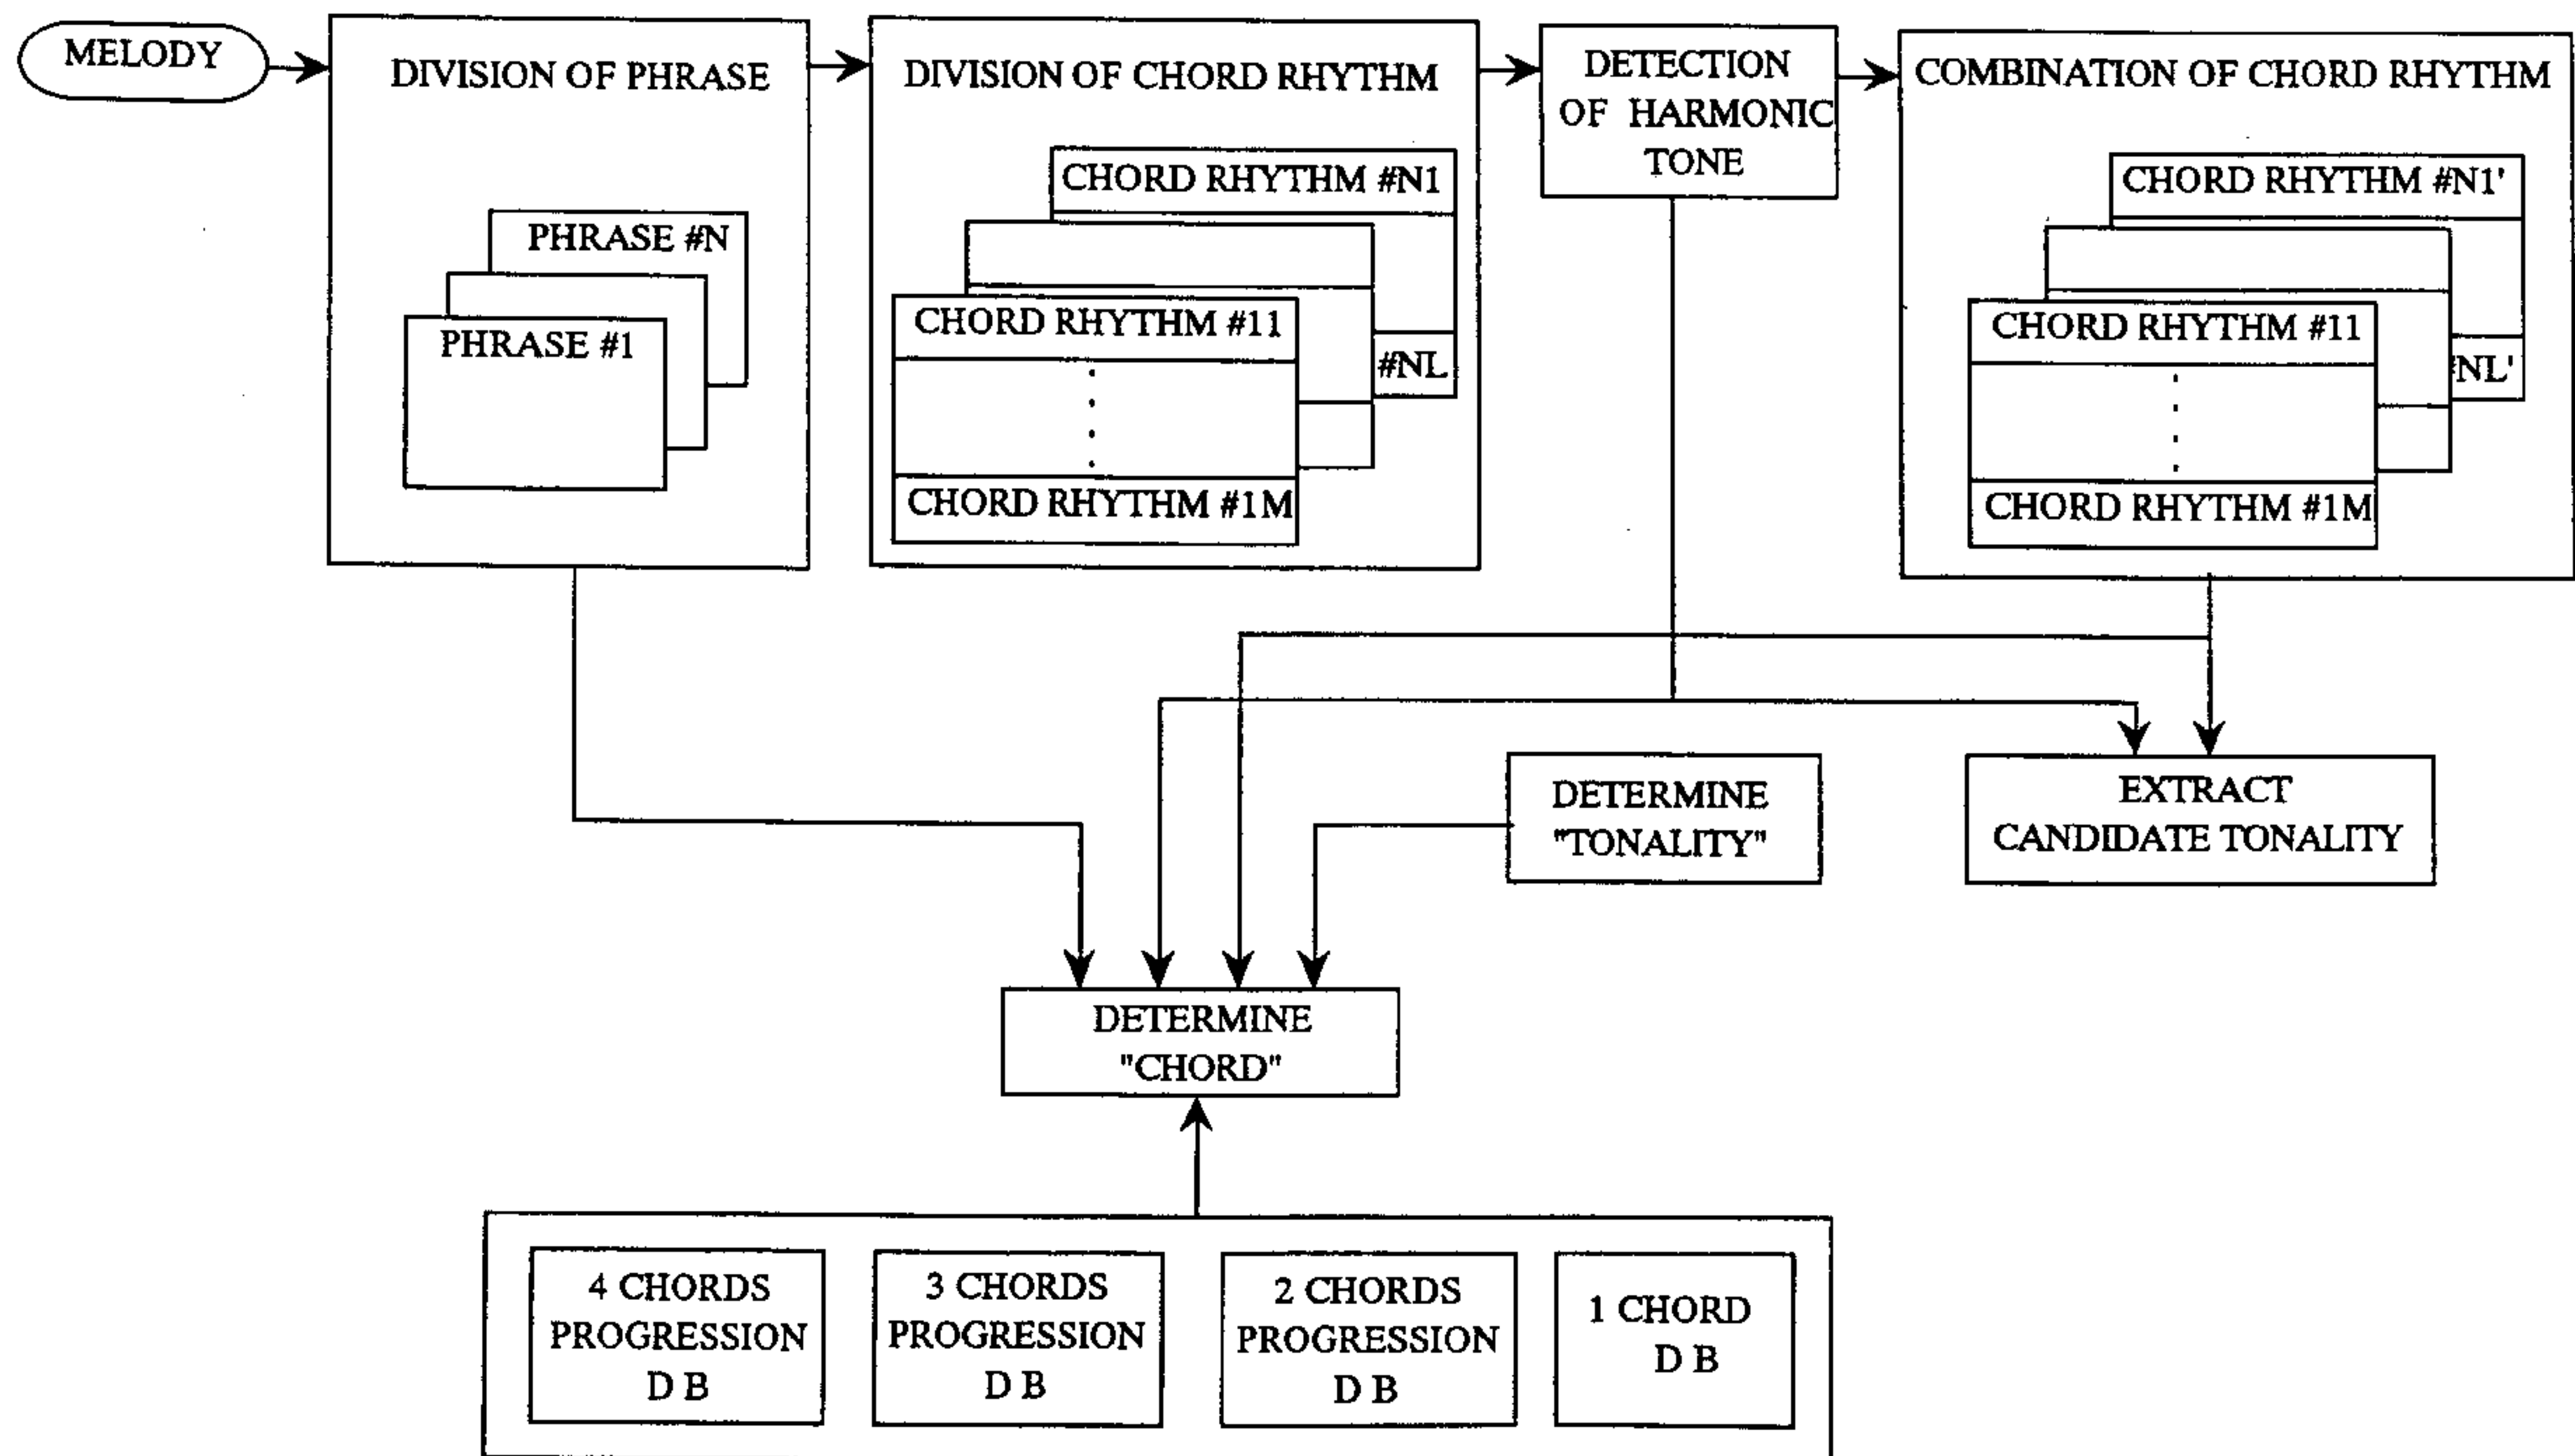 MELODY
DIVISION OF PHRASE
PHRASE #N
PHRASE #1
DIVISION OF CHORD RHYTHM
CHORD RHYTHM #N1
CHORD RHYTHM #11
#NL
CHORD RHYTHM #1M
DETECTION
OF HARMONIC
TONE
COMBINATION OF CHORD RHYTHM
CHORD RHYTHM #N1'
CHORD RHYTHM #11
#NL'
CHORD RHYTHM #1M
DETERMINE
"TONALITY"
EXTRACT
CANDIDATE TONALITY
DETERMINE
"CHORD"
4 CHORDS
PROGRESSION
D B
3 CHORDS
PROGRESSION
D B
2 CHORDS
PROGRESSION
D B
1 CHORD
D B